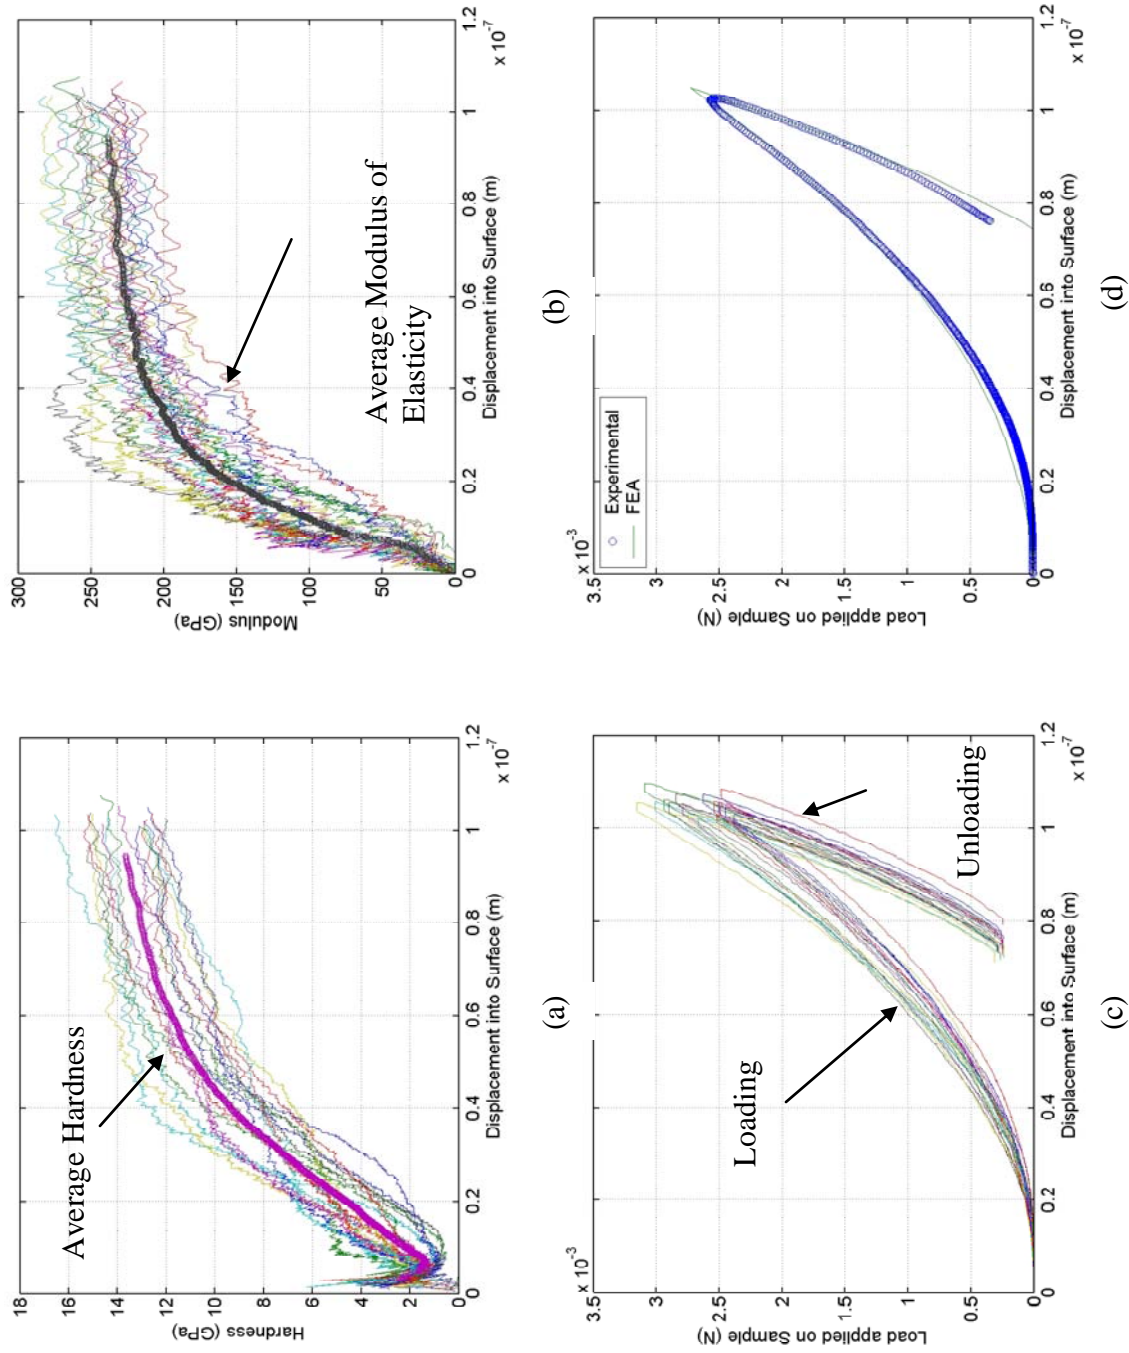 18
16
14
12
10
8
6
4
2
0
Hardness (GPa)
Average Hardness
0
0.2
0.4
0.6
0.8
1
1.2
x 10-7
Displacement into Surface (m)
(a)
300
250
200
150
100
50
0
Modulus (GPa)
Average Modulus of
Elasticity
0
0.2
0.4
0.6
0.8
1
1.2
x 10-7
Displacement into Surface (m)
(b)
x 10-3
3.5
3
2.5
2
1.5
1
0.5
0
Load applied on Sample (N)
Loading
Unloading
0
0.2
0.4
0.6
0.8
1
1.2
x 10-7
Displacement into Surface (m)
(c)
x 10-3
3.5
3
2.5
2
1.5
1
0.5
0
Load applied on Sample (N)
Experimental
FEA
0
0.2
0.4
0.6
0.8
1
1.2
x 10-7
Displacement into Surface (m)
(d)